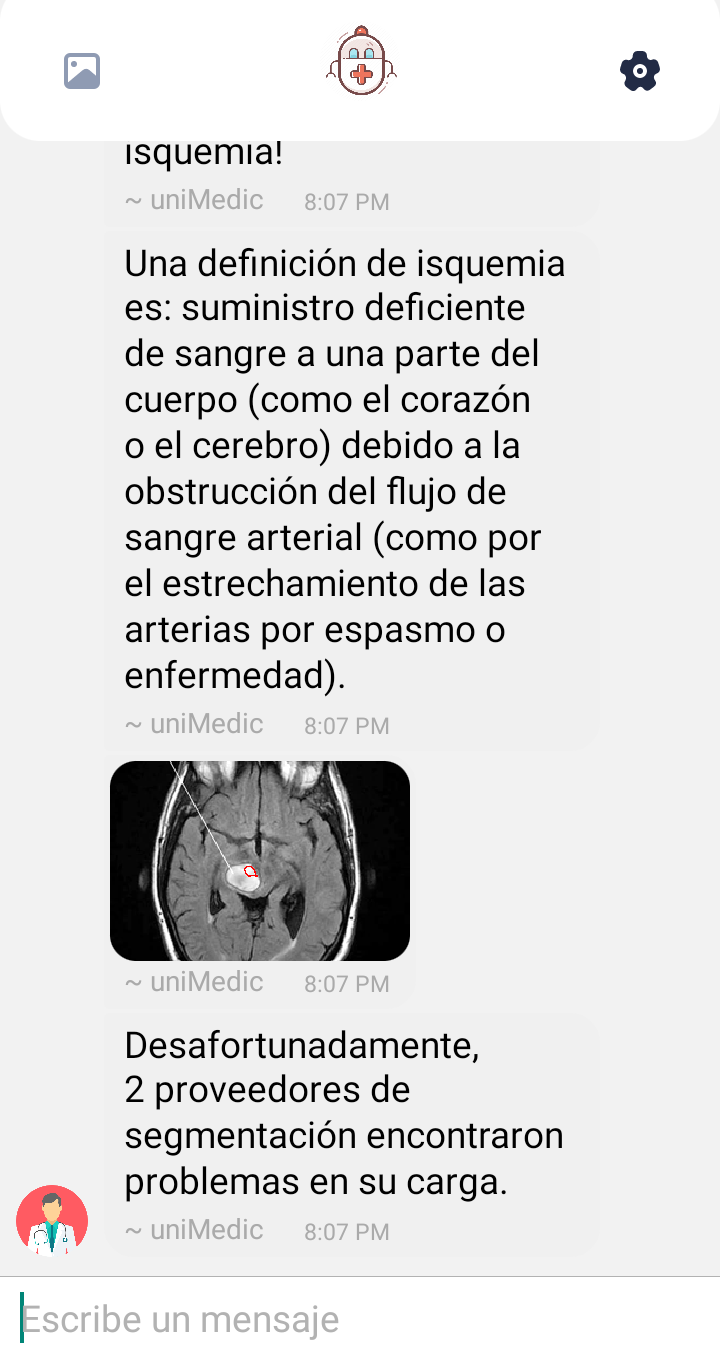 isquemia!
~ uniMedic 8:07 PM
Una definición de isquemia
es: suministro deficiente
de sangre a una parte del
cuerpo (como el corazón
o el cerebro) debido a la
obstrucción del flujo de
sangre arterial (como por
el estrechamiento de las
arterias por espasmo o
enfermedad).
~ uniMedic 8:07 PM
~ uniMedic 8:07 PM
Desafortunadamente,
2 proveedores de
segmentación encontraron
problemas en su carga.
~ uniMedic 8:07 PM
Escribe un mensaje